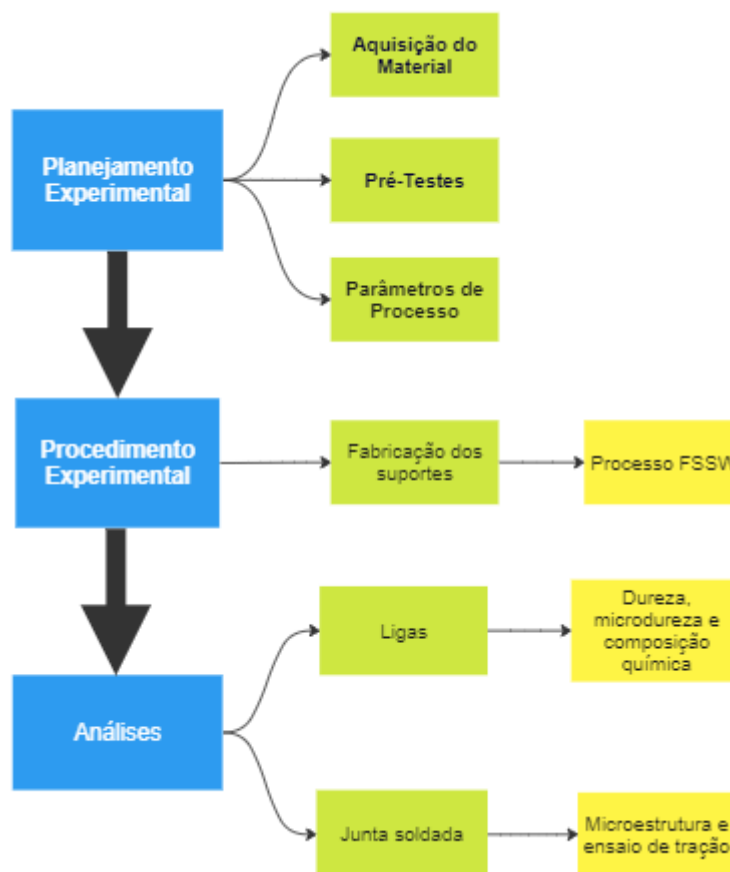 Aquisição do
Material
Planejamento
Experimental
Pré-Testes
Parâmetros de
Processo
Procedimento
Experimental
Fabricação dos
suportes
Processo FSSW
Análises
Ligas
Dureza,
microdureza e
composição
química
Junta soldada
Microestrutura e
ensaio de tração